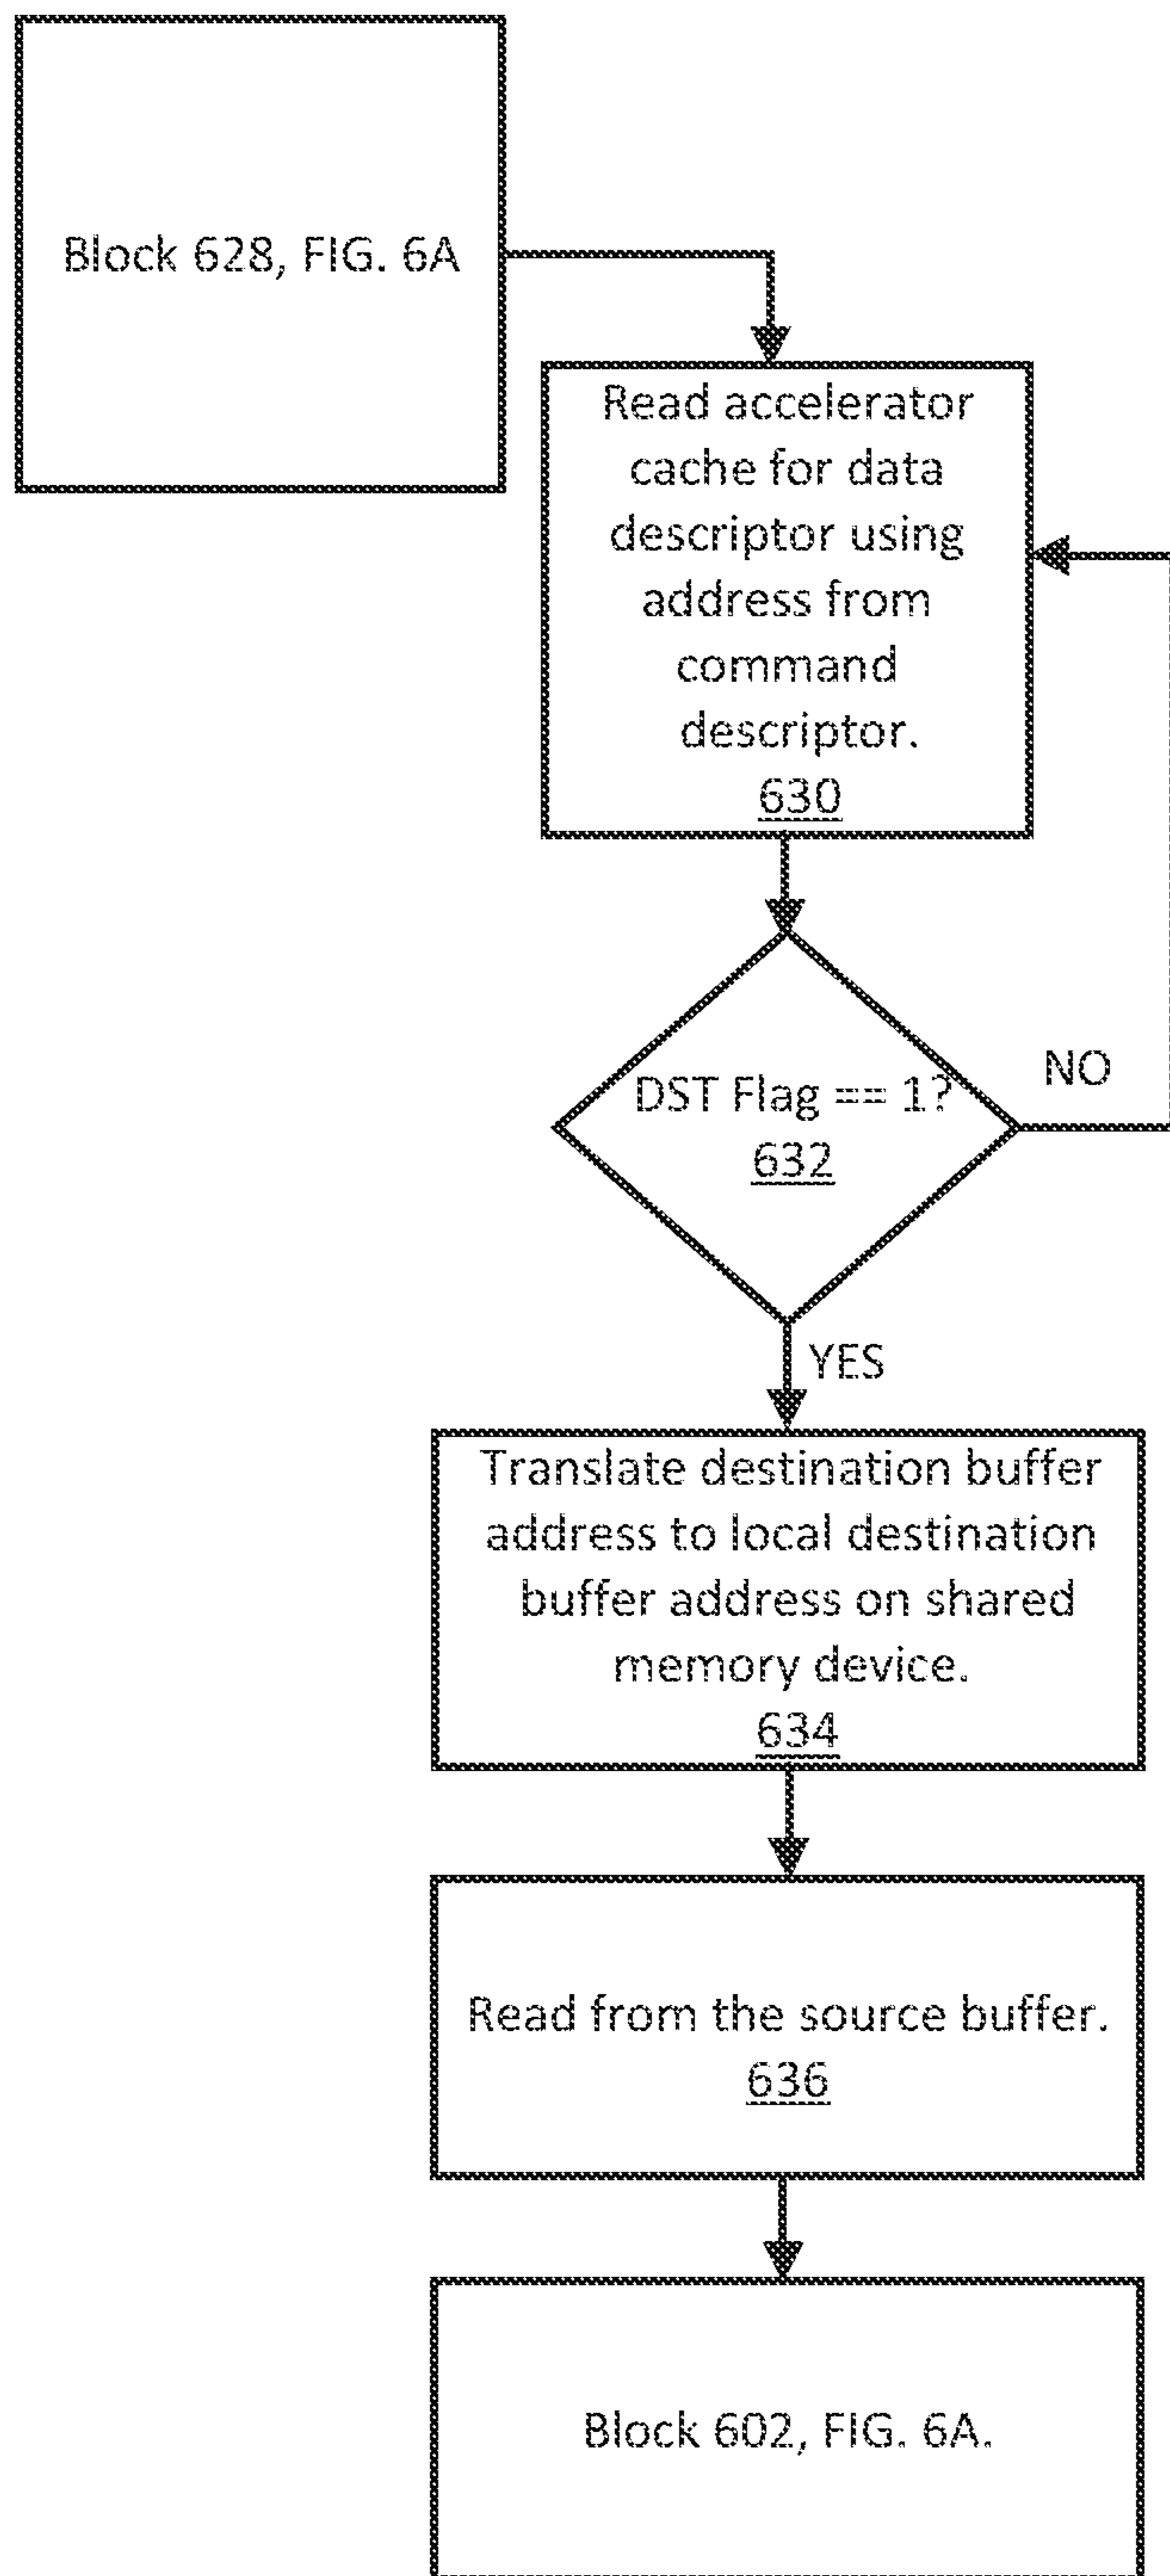 Block 628, FIG. 6A
Read accelerator
cache for data
descriptor using
address from
command
descriptor.
630
DST Flag == 1?
632
NO
YES
Translate destination buffer
address to local destination
buffer address on shared
memory device.
634
Read from the source buffer.
636
Block 602, FIG. 6A.